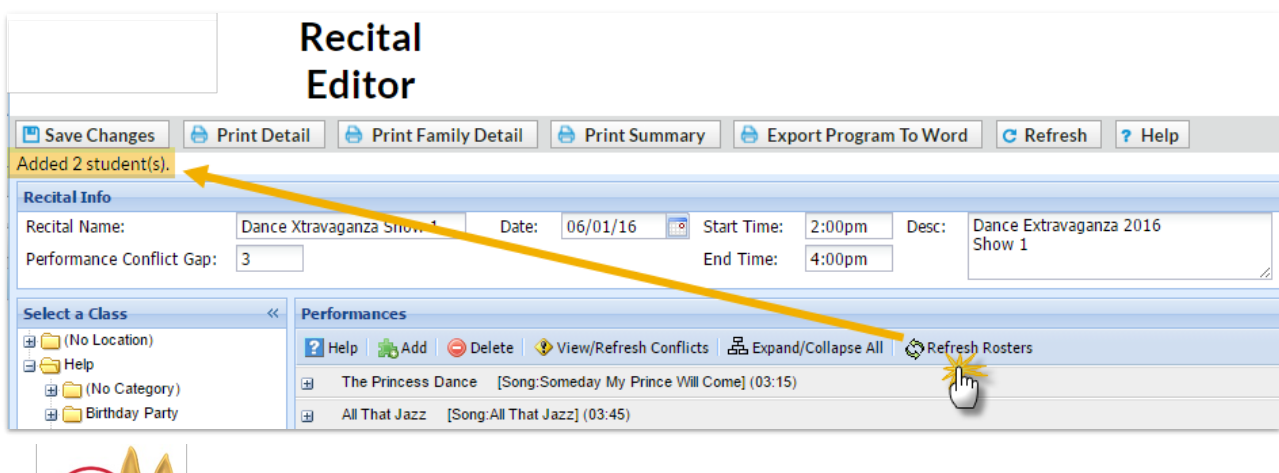 Recital
Editor
Save Changes Print Detail Print Family Detail Print Summary Export Program To Word Refresh ? Help
Added 2 student(s).
Recital Info
Recital Name: Dance Xtravaganza Show 1 Date: 06/01/16 Start Time: 2:00pm Desc: Dance Extravaganza 2016
Show 1
Performance Conflict Gap: 3 End Time: 4:00pm
Select a Class « Performances
(No Location)
? Help Add Delete View/Refresh Conflicts Expand/Collapse All Refresh Rosters
Help
The Princess Dance [Song:Someday My Prince Will Come] (03:15)
(No Category)
Birthday Party
All That Jazz [Song:All That Jazz] (03:45)